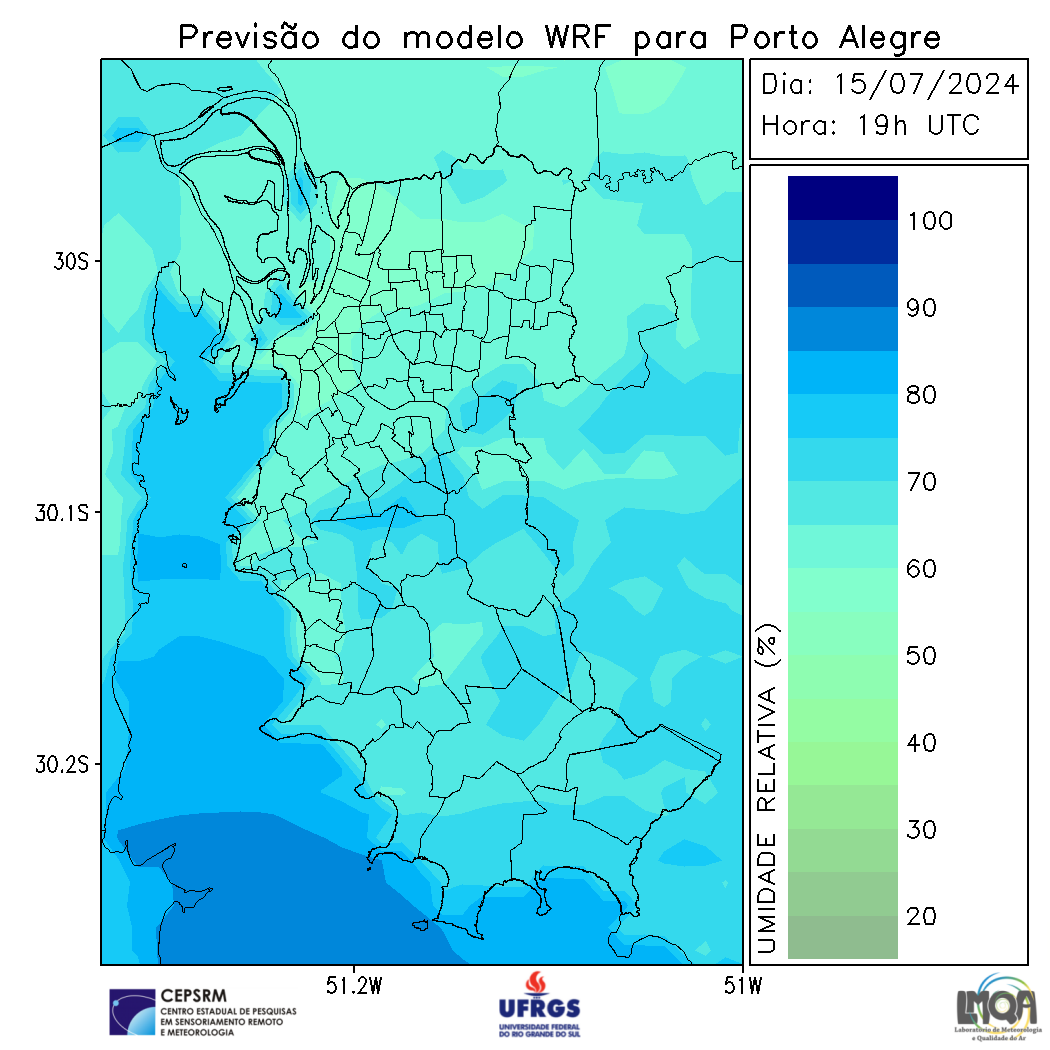 Previsão do modelo WRF para Porto Alegre
Dia: 15/07/2024
Hora: 19h UTC
30S
30.1S
30.2S
51.2W
51W
100
90
80
70
60
50
40
30
20
UMIDADE RELATIVA (%)
CEPSRM
CENTRO ESTADUAL DE PESQUISAS
EM SENSORIAMENTO REMOTO
E METEOROLOGIA
UFRGS
UNIVERSIDADE FEDERAL
DO RIO GRANDE DO SUL
LMQA
Laboratório de Meteorologia
e Qualidade do Ar